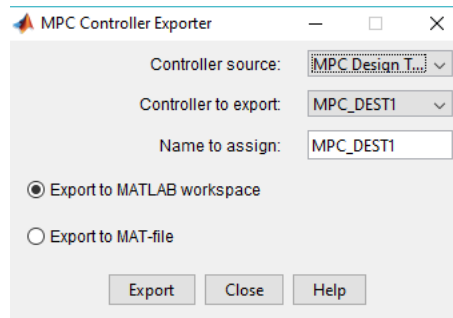 MPC Controller Exporter
Controller source: MPC Design T...
Controller to export: MPC_DEST1
Name to assign: MPC_DEST1
Export to MATLAB workspace
Export to MAT-file
Export Close Help